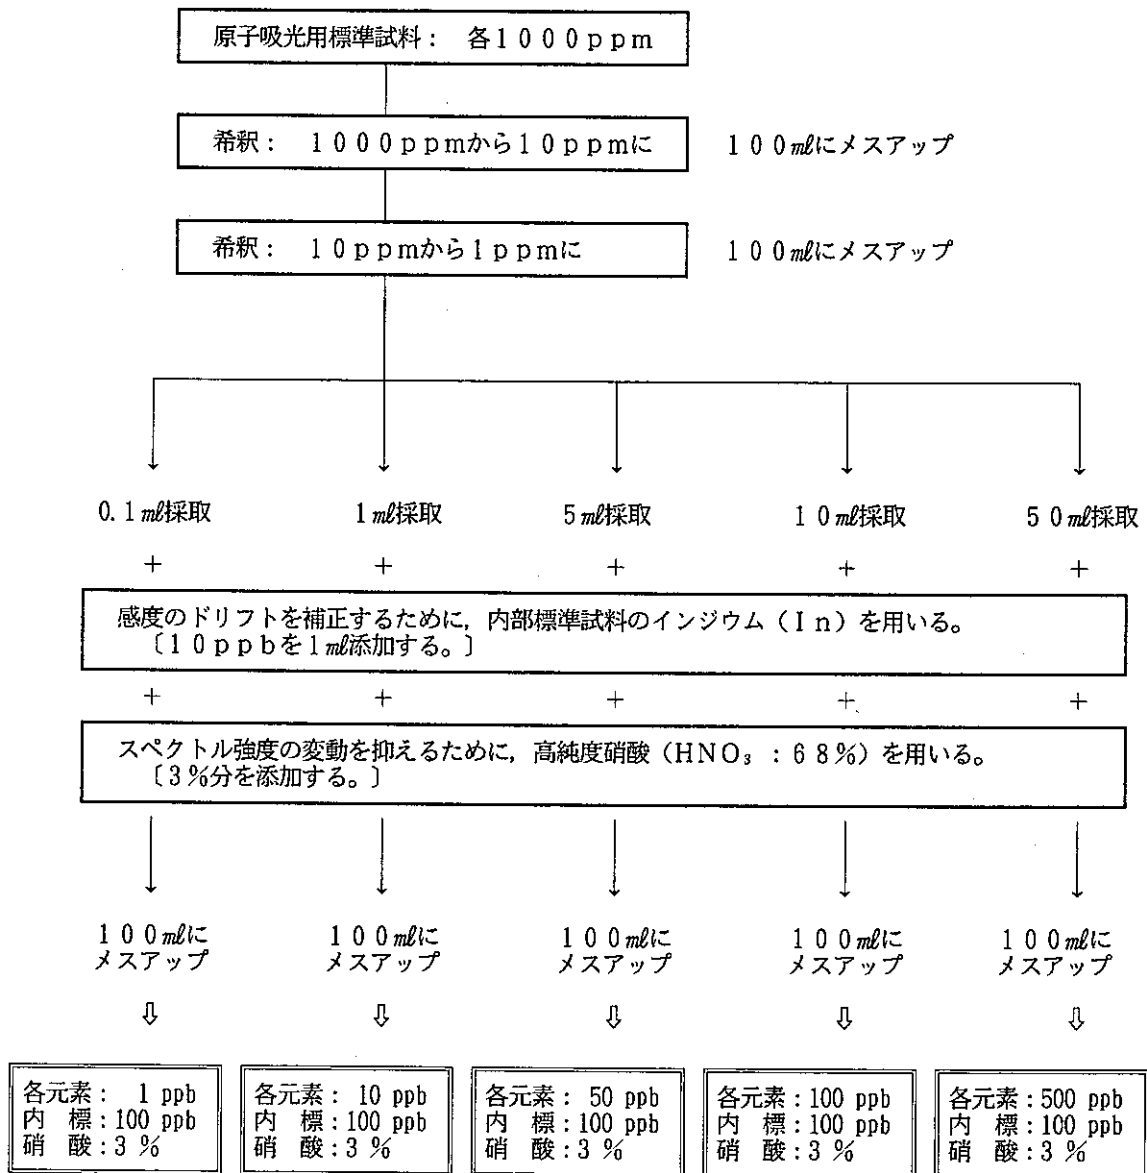 原子吸光用標準試料： 各1000ppm
希釈： 1000ppmから10ppmに
100mlにメスアップ
希釈： 10ppmから1ppmに
100mlにメスアップ
0.1ml採取
1ml採取
5ml採取
10ml採取
50ml採取
+ + + + +
感度のドリフトを補正するために，内部標準試料のインジウム（In）を用いる。
〔10ppbを1ml添加する。〕
+ + + + +
スペクトル強度の変動を抑えるために，高純度硝酸（HNO₃ ：68%）を用いる。
〔3%分を添加する。〕
100mlに
メスアップ
100mlに
メスアップ
100mlに
メスアップ
100mlに
メスアップ
100mlに
メスアップ
各元素： 1 ppb
内 標：100 ppb
硝 酸：3 %
各元素： 10 ppb
内 標：100 ppb
硝 酸：3 %
各元素： 50 ppb
内 標：100 ppb
硝 酸：3 %
各元素：100 ppb
内 標：100 ppb
硝 酸：3 %
各元素：500 ppb
内 標：100 ppb
硝 酸：3 %